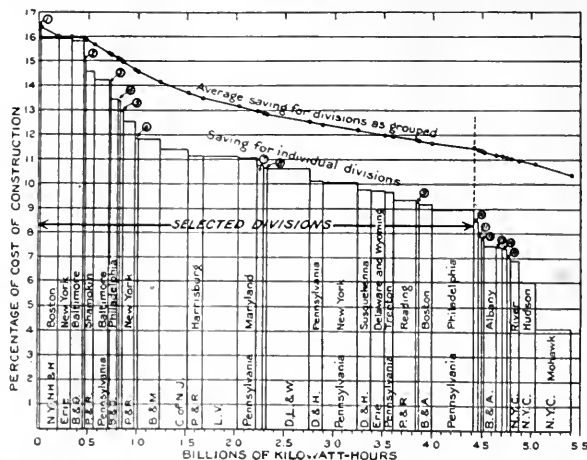 17
16
15
14
13
12
11
10
9
8
7
6
5
4
3
2
1
0
PERCENTAGE OF COST OF CONSTRUCTION
Average saving for divisions as grouped
Saving for individual divisions
SELECTED DIVISIONS
N.Y.N.H & H Boston
Erie New York
B & O Baltimore
P & R Shamokin
Pennsylvania Baltimore
Philadelphia
P & R New York
B & M
C of N.J.
P & R Harrisburg
L. V.
Pennsylvania Maryland
D.L. & W.
D & H. Pennsylvania
Pennsylvania New York
D. & H. Susquehanna
Erie Delaware and Wyoming
Pennsylvania Trenton
P. & R Reading
B & A Boston
Pennsylvania Philadelphia
B. & A. Albany
N.Y.C. River
N.Y.C. Hudson
N.Y.C. Mohawk
0 0.5 1.0 1.5 2.0 2.5 3.0 3.5 4.0 4.5 5.0 5.5
BILLIONS OF KILOWATT-HOURS